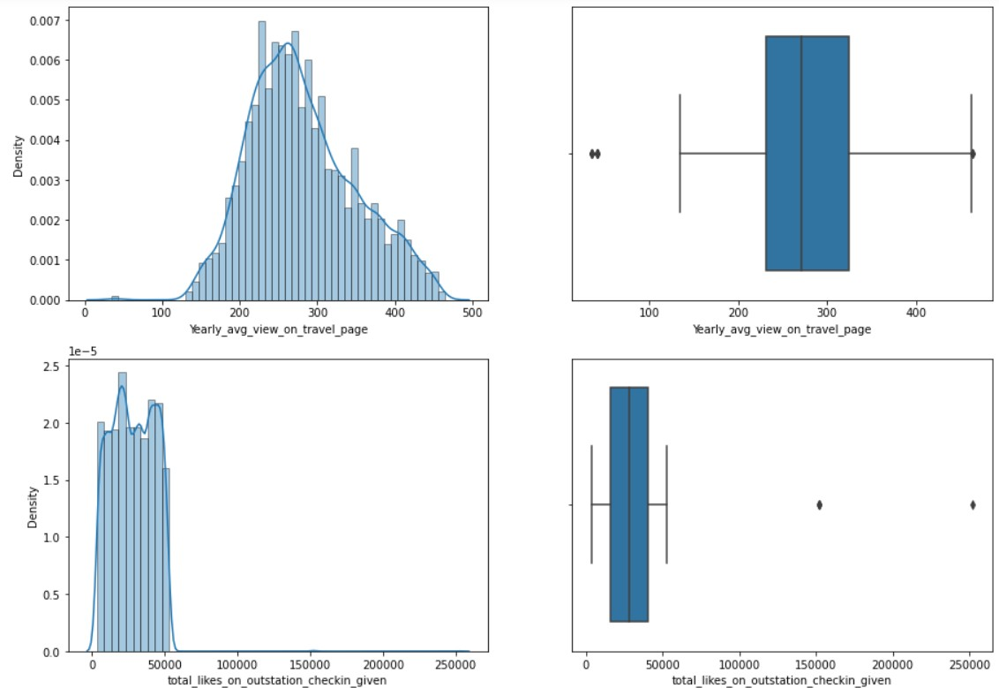 0.007
0.006
0.005
0.004
0.003
0.002
0.001
0.000
Density
0 100 200 300 400 500
Yearly_avg_view_on_travel_page
100 200 300 400
Yearly_avg_view_on_travel_page
1e−5
2.5
2.0
1.5
1.0
0.5
0.0
Density
0 50000 100000 150000 200000 250000
total_likes_on_outstation_checkin_given
0 50000 100000 150000 200000 250000
total_likes_on_outstation_checkin_given